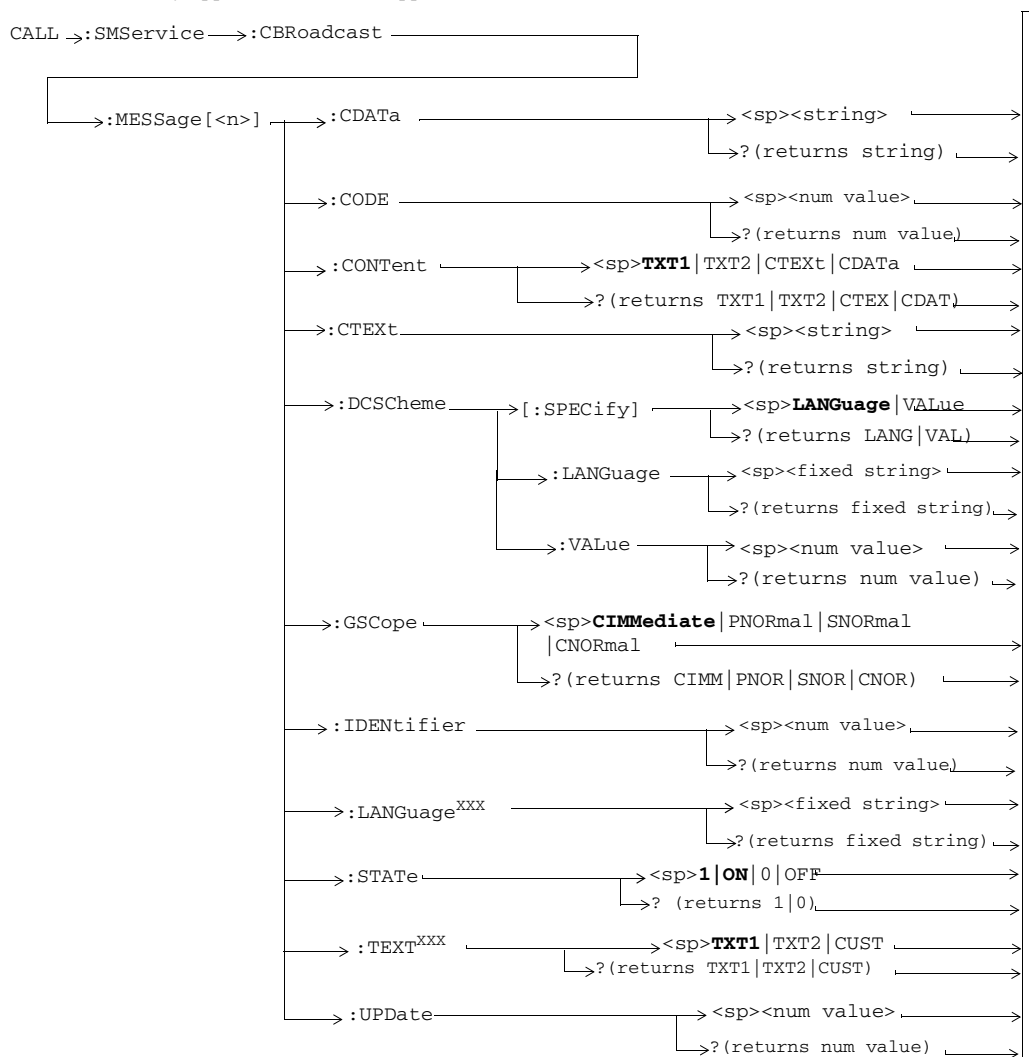 CALL :SMService :CBRoadcast
:MESSage[<n>] :CDATa <sp><string>
?(returns string)
:CODE <sp><num value>
?(returns num value)
:CONTent <sp>TXT1|TXT2|CTEXt|CDATa
?(returns TXT1|TXT2|CTEX|CDAT)
:CTEXt <sp><string>
?(returns string)
:DCSCheme [:SPECify] <sp>LANGuage|VALue
?(returns LANG|VAL)
:LANGuage <sp><fixed string>
?(returns fixed string)
:VALue <sp><num value>
?(returns num value)
:GSCope <sp>CIMMediate|PNORmal|SNORmal
|CNORmal
?(returns CIMM|PNOR|SNOR|CNOR)
:IDENtifier <sp><num value>
?(returns num value)
:LANGuageXXX <sp><fixed string>
?(returns fixed string)
:STATe <sp>1|ON|0|OFF
? (returns 1|0)
:TEXTXXX <sp>TXT1|TXT2|CUST
?(returns TXT1|TXT2|CUST)
:UPDate <sp><num value>
?(returns num value)